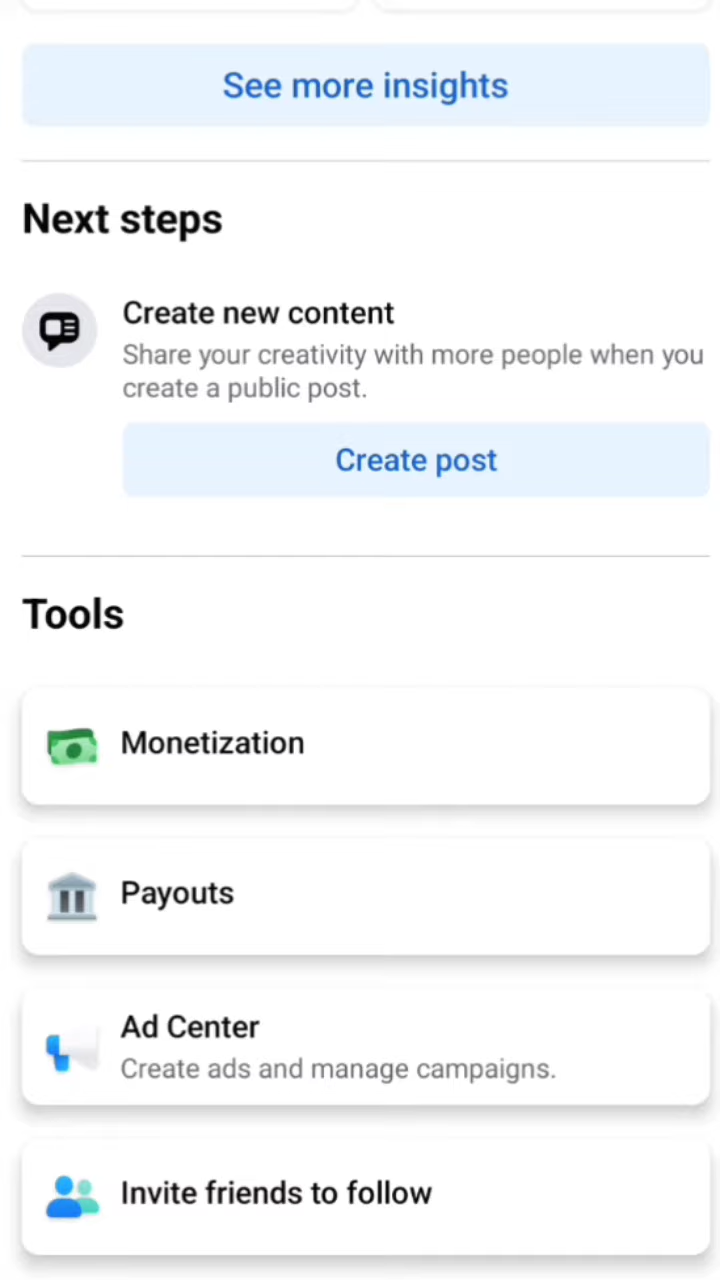 See more insights
Next steps
Create new content
Share your creativity with more people when you
create a public post.
Create post
Tools
Monetization
Payouts
Ad Center
Create ads and manage campaigns.
Invite friends to follow